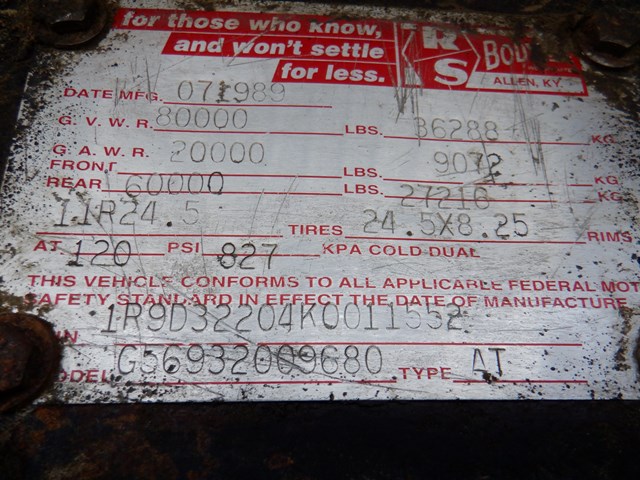 for those who know,
and won't settle
for less.
RS
ALLEN, KY.
DATE MFG. 071989
G. V. W. R. 80000 LBS. 36288 KG
G. A. W. R.
FRONT 20000 LBS. 9072 KG
REAR 60000 LBS. 27216 KG
11R24.5 TIRES 24.5X8.25 RIMS
AT 120 PSI 827 KPA COLD DUAL
THIS VEHICLE CONFORMS TO ALL APPLICABLE FEDERAL MOT
SAFETY STANDARD IN EFFECT THE DATE OF MANUFACTURE
1R9D32204K0011552
G56932009680 TYPE AT